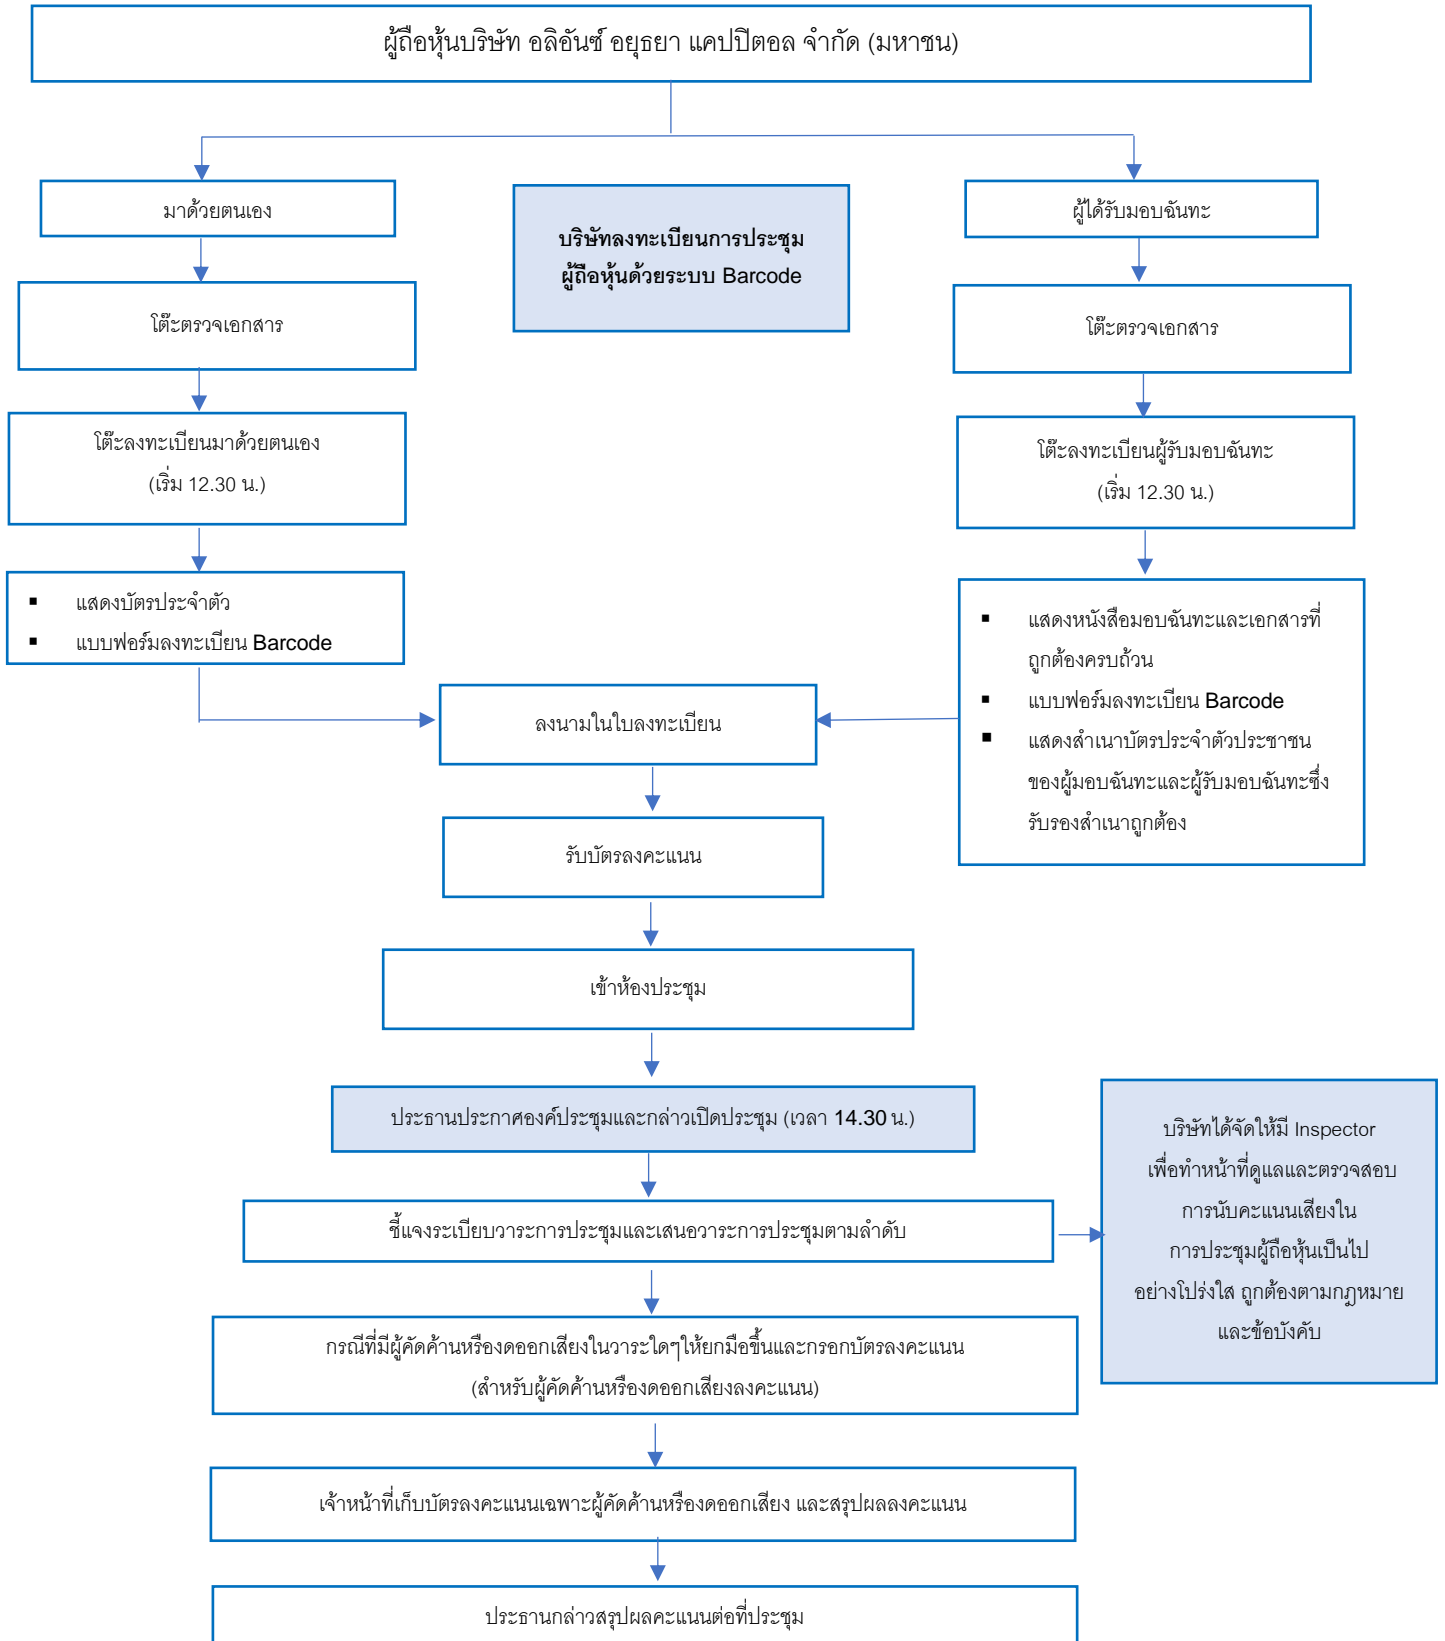 ผู้ถือหุ้นบริษัท อลิอันซ์ อยุธยา แคปปิตอล จำกัด (มหาชน)
มาด้วยตนเอง
บริษัทลงทะเบียนการประชุม
ผู้ถือหุ้นด้วยระบบ Barcode
ผู้ได้รับมอบฉันทะ
โต๊ะตรวจเอกสาร
โต๊ะตรวจเอกสาร
โต๊ะลงทะเบียนมาด้วยตนเอง
(เริ่ม 12.30 น.)
โต๊ะลงทะเบียนผู้รับมอบฉันทะ
(เริ่ม 12.30 น.)
▪ แสดงบัตรประจำตัว
▪ แบบฟอร์มลงทะเบียน Barcode
▪ แสดงหนังสือมอบฉันทะและเอกสารที่
ถูกต้องครบถ้วน
▪ แบบฟอร์มลงทะเบียน Barcode
▪ แสดงสำเนาบัตรประจำตัวประชาชน
ของผู้มอบฉันทะและผู้รับมอบฉันทะซึ่ง
รับรองสำเนาถูกต้อง
ลงนามในใบลงทะเบียน
รับบัตรลงคะแนน
เข้าห้องประชุม
ประธานประกาศองค์ประชุมและกล่าวเปิดประชุม (เวลา 14.30 น.)
ชี้แจงระเบียบวาระการประชุมและเสนอวาระการประชุมตามลำดับ
บริษัทได้จัดให้มี Inspector
เพื่อทำหน้าที่ดูแลและตรวจสอบ
การนับคะแนนเสียงใน
การประชุมผู้ถือหุ้นเป็นไป
อย่างโปร่งใส ถูกต้องตามกฎหมาย
และข้อบังคับ
กรณีที่มีผู้คัดค้านหรืองดออกเสียงในวาระใดๆให้ยกมือขึ้นและกรอกบัตรลงคะแนน
(สำหรับผู้คัดค้านหรืองดออกเสียงลงคะแนน)
เจ้าหน้าที่เก็บบัตรลงคะแนนเฉพาะผู้คัดค้านหรืองดออกเสียง และสรุปผลลงคะแนน
ประธานกล่าวสรุปผลคะแนนต่อที่ประชุม